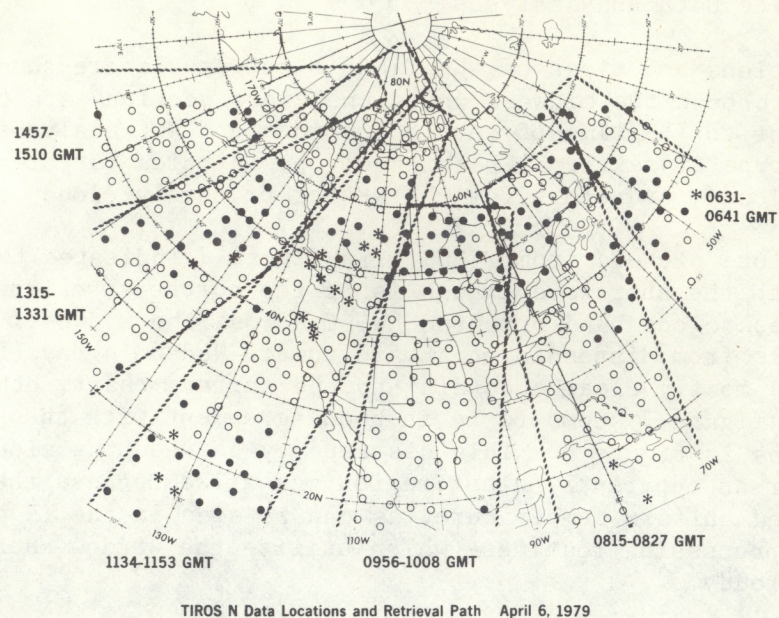 80N
170W
1457-
1510 GMT
60N
* 0631-
0641 GMT
50W
1315-
1331 GMT
40N
150W
70W
20N
130W
110W
90W
1134-1153 GMT
0956-1008 GMT
0815-0827 GMT
TIROS N Data Locations and Retrieval Path April 6, 1979